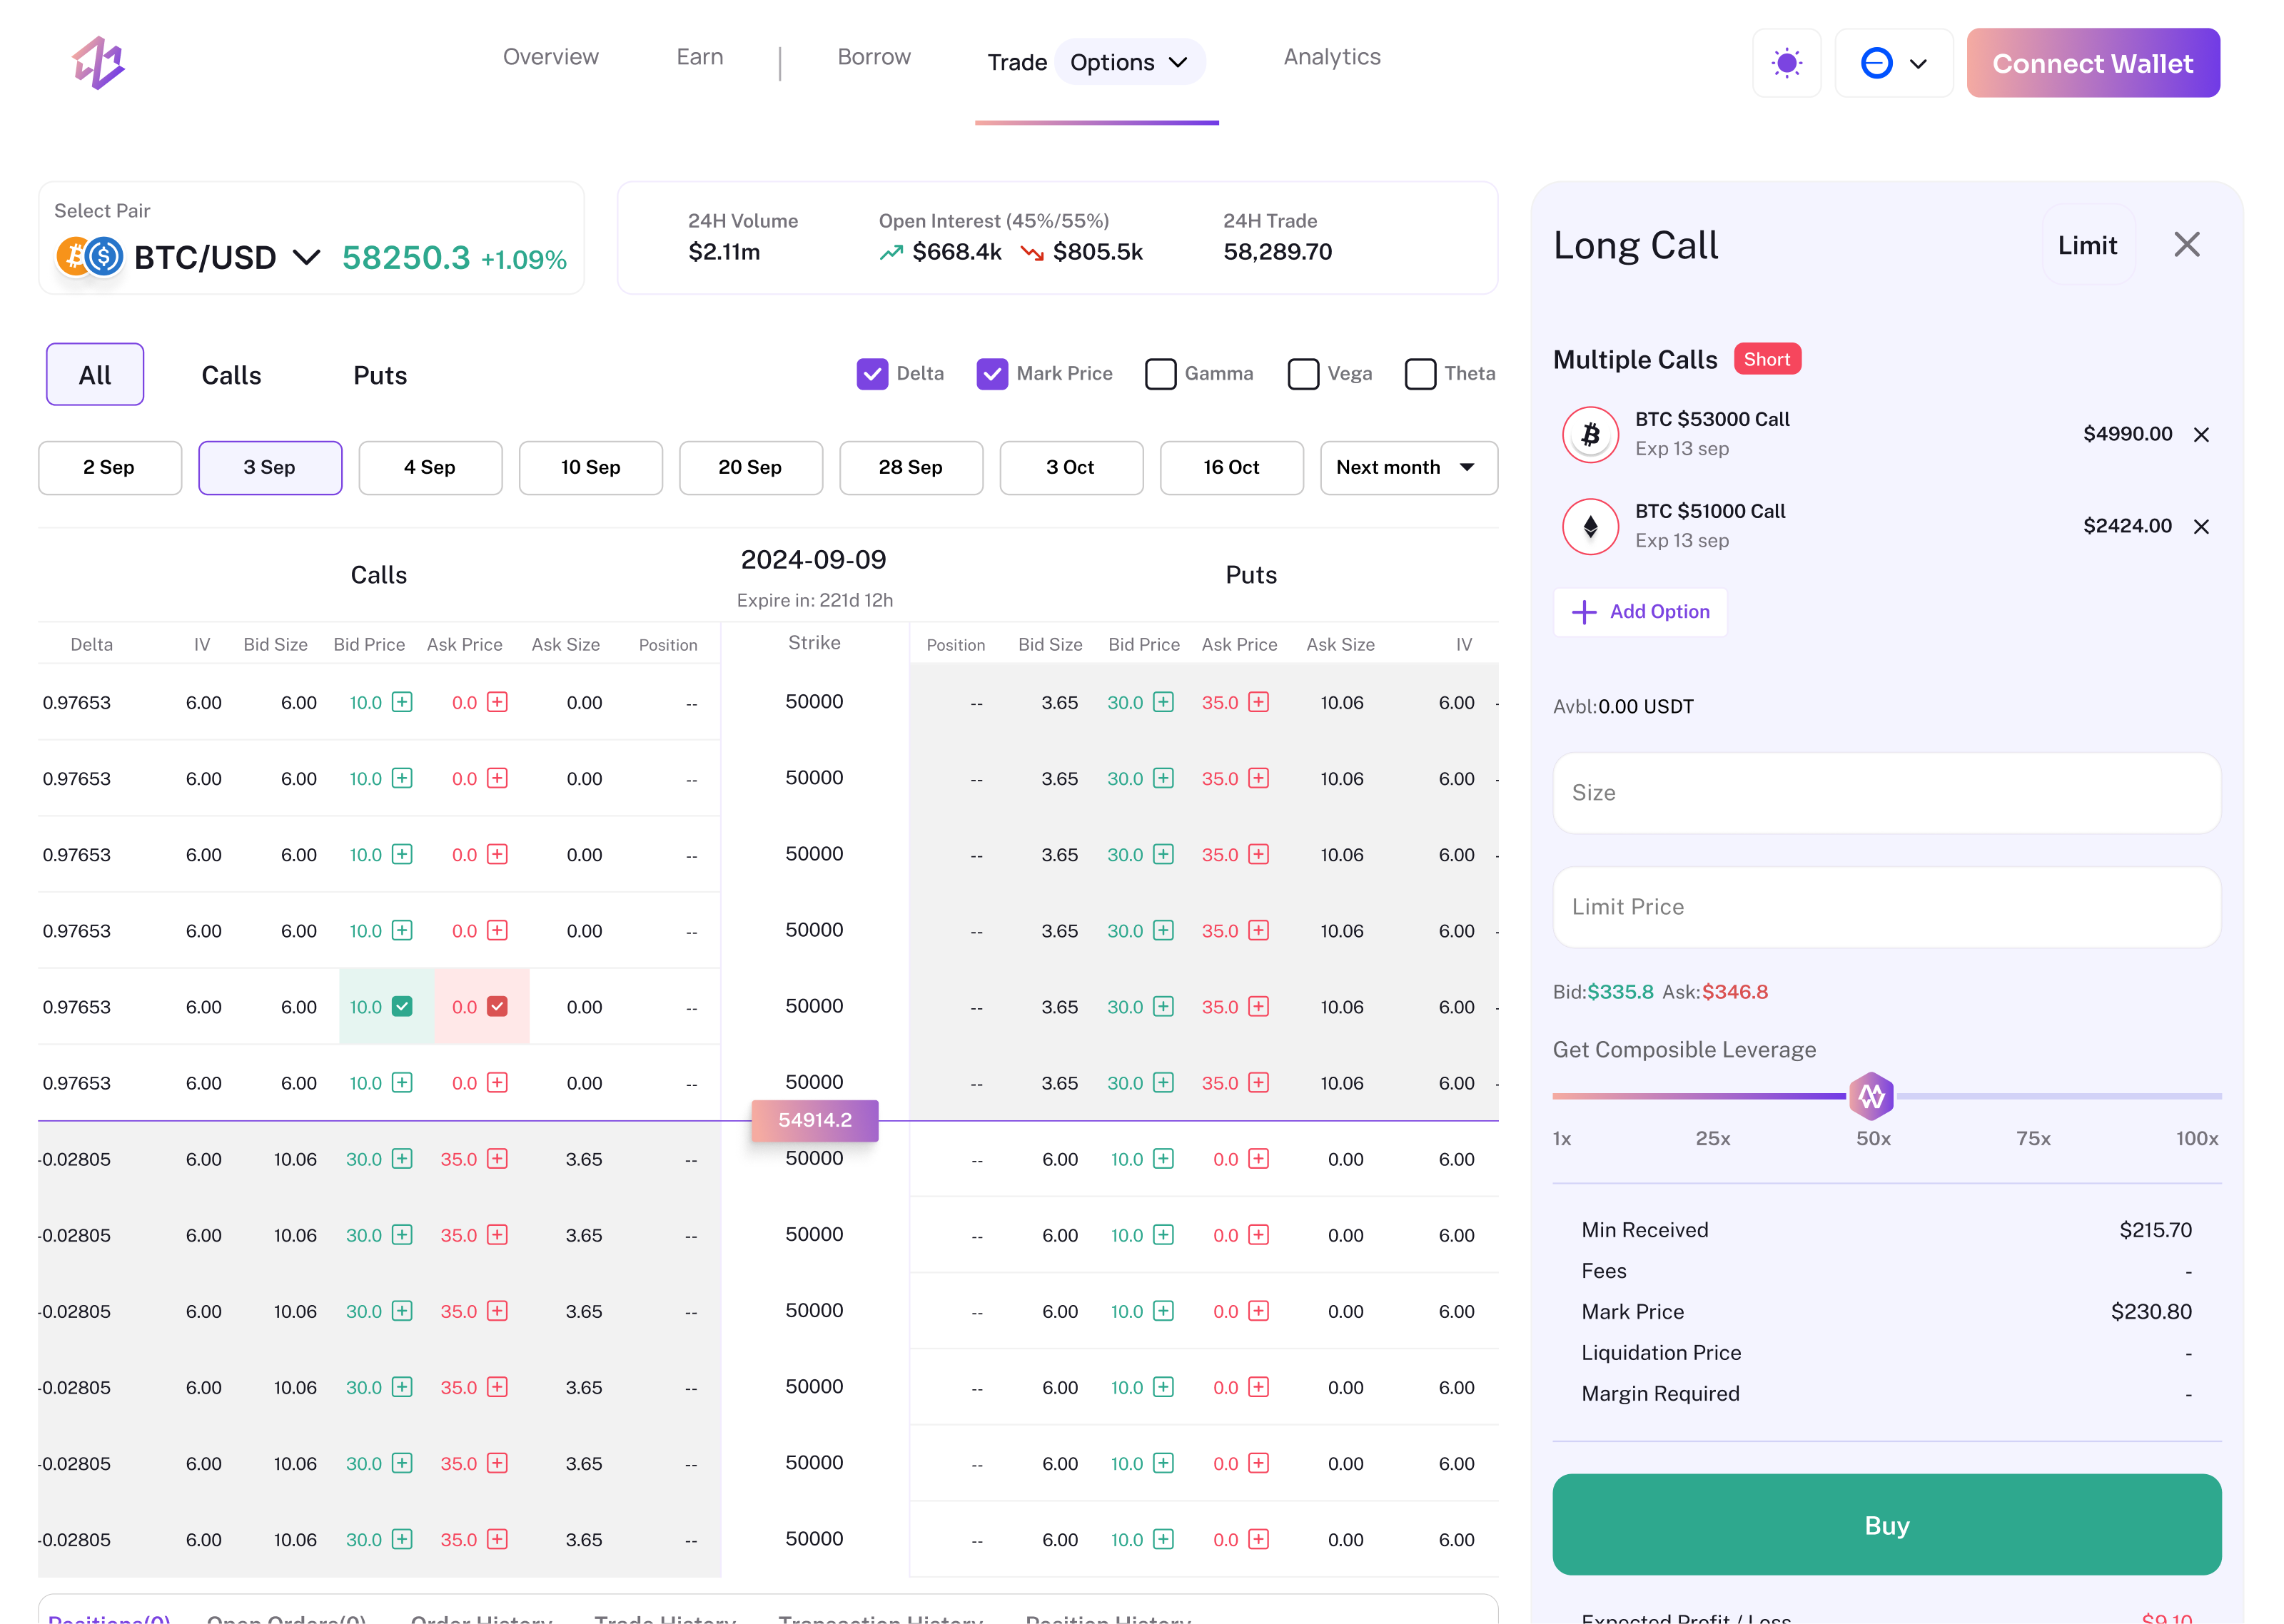 Overview Earn Borrow Trade Options Analytics Connect Wallet
Select Pair
BTC/USD 58250.3 +1.09%
24H Volume Open Interest (45%/55%) 24H Trade
$2.11m $668.4k $805.5k 58,289.70
All Calls Puts Delta Mark Price Gamma Vega Theta
2 Sep 3 Sep 4 Sep 10 Sep 20 Sep 28 Sep 3 Oct 16 Oct Next month
Calls 2024-09-09 Puts
Expire in: 221d 12h
Delta IV Bid Size Bid Price Ask Price Ask Size Position Strike Position Bid Size Bid Price Ask Price Ask Size IV
0.97653 6.00 6.00 10.0 0.0 0.00 -- 50000 -- 3.65 30.0 35.0 10.06 6.00 -
0.97653 6.00 6.00 10.0 0.0 0.00 -- 50000 -- 3.65 30.0 35.0 10.06 6.00 -
0.97653 6.00 6.00 10.0 0.0 0.00 -- 50000 -- 3.65 30.0 35.0 10.06 6.00 -
0.97653 6.00 6.00 10.0 0.0 0.00 -- 50000 -- 3.65 30.0 35.0 10.06 6.00 -
0.97653 6.00 6.00 10.0 0.0 0.00 -- 50000 -- 3.65 30.0 35.0 10.06 6.00 -
0.97653 6.00 6.00 10.0 0.0 0.00 -- 50000 -- 3.65 30.0 35.0 10.06 6.00 -
54914.2
-0.02805 6.00 10.06 30.0 35.0 3.65 -- 50000 -- 6.00 10.0 0.0 0.00 6.00
-0.02805 6.00 10.06 30.0 35.0 3.65 -- 50000 -- 6.00 10.0 0.0 0.00 6.00
-0.02805 6.00 10.06 30.0 35.0 3.65 -- 50000 -- 6.00 10.0 0.0 0.00 6.00
-0.02805 6.00 10.06 30.0 35.0 3.65 -- 50000 -- 6.00 10.0 0.0 0.00 6.00
-0.02805 6.00 10.06 30.0 35.0 3.65 -- 50000 -- 6.00 10.0 0.0 0.00 6.00
-0.02805 6.00 10.06 30.0 35.0 3.65 -- 50000 -- 6.00 10.0 0.0 0.00 6.00
Positions(0) Open Orders(0) Order History Trade History Transaction History Position History
Long Call Limit
Multiple Calls Short
BTC $53000 Call
Exp 13 sep
$4990.00
BTC $51000 Call
Exp 13 sep
$2424.00
Add Option
Avbl:0.00 USDT
Size
Limit Price
Bid:$335.8 Ask:$346.8
Get Composible Leverage
1x 25x 50x 75x 100x
Min Received $215.70
Fees -
Mark Price $230.80
Liquidation Price -
Margin Required -
Buy
Expected Profit / Loss $9.10